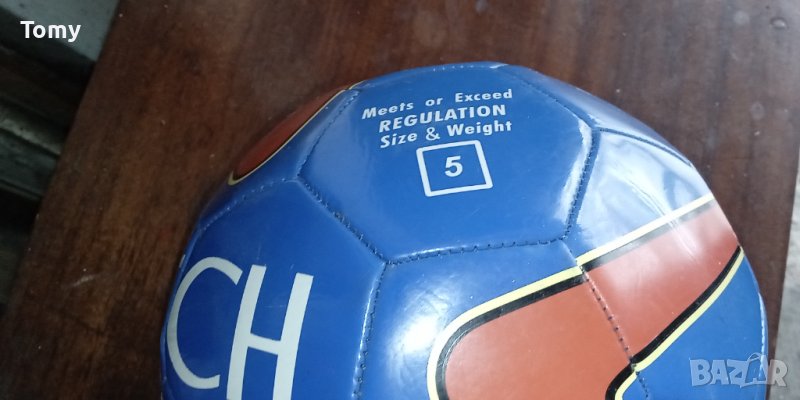 Tomy
Meets or Exceed
REGULATION
Size & Weight
5
CH
BAZAR